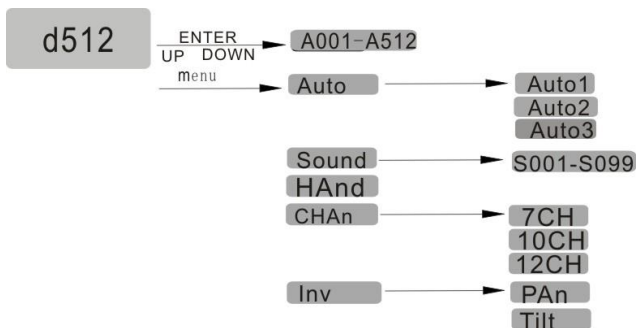 d512
ENTER
UP DOWN
menu
A001-A512
Auto
Auto1
Auto2
Auto3
Sound
S001-S099
HAnd
CHAn
7CH
10CH
12CH
Inv
PAn
Tilt